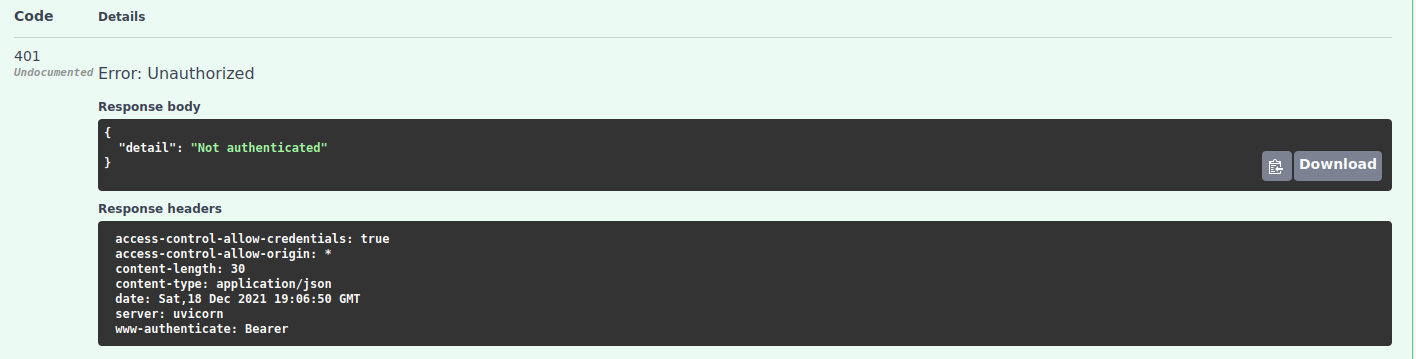 Code Details
401
Undocumented Error: Unauthorized
Response body
{
  "detail": "Not authenticated"
}
Download
Response headers
access-control-allow-credentials: true
access-control-allow-origin: *
content-length: 30
content-type: application/json
date: Sat,18 Dec 2021 19:06:50 GMT
server: uvicorn
www-authenticate: Bearer